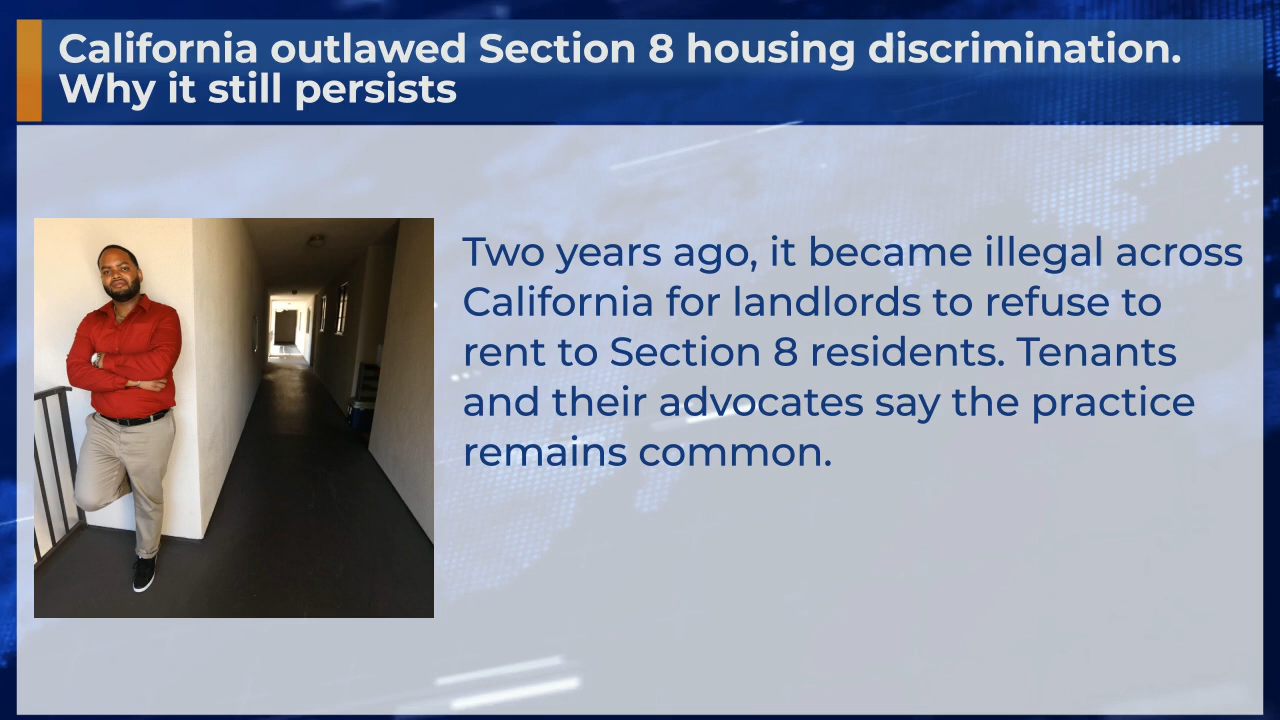 California outlawed Section 8 housing discrimination.
Why it still persists
Two years ago, it became illegal across
California for landlords to refuse to
rent to Section 8 residents. Tenants
and their advocates say the practice
remains common.